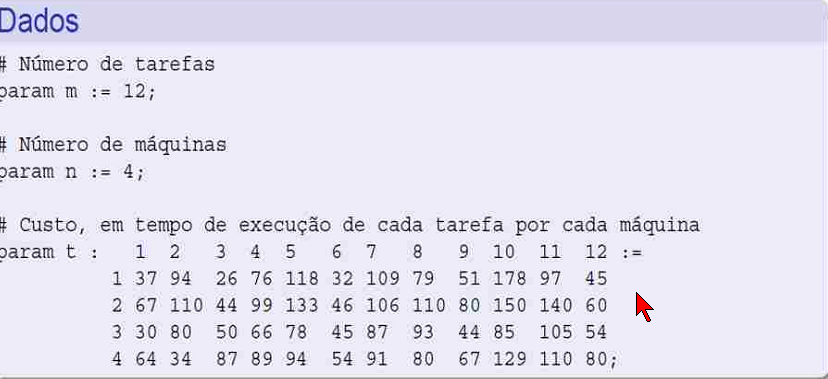 Dados
# Número de tarefas
param m := 12;
# Número de máquinas
param n := 4;
# Custo, em tempo de execução de cada tarefa por cada máquina
param t : 1 2 3 4 5 6 7 8 9 10 11 12 :=
1 37 94 26 76 118 32 109 79 51 178 97 45
2 67 110 44 99 133 46 106 110 80 150 140 60
3 30 80 50 66 78 45 87 93 44 85 105 54
4 64 34 87 89 94 54 91 80 67 129 110 80;